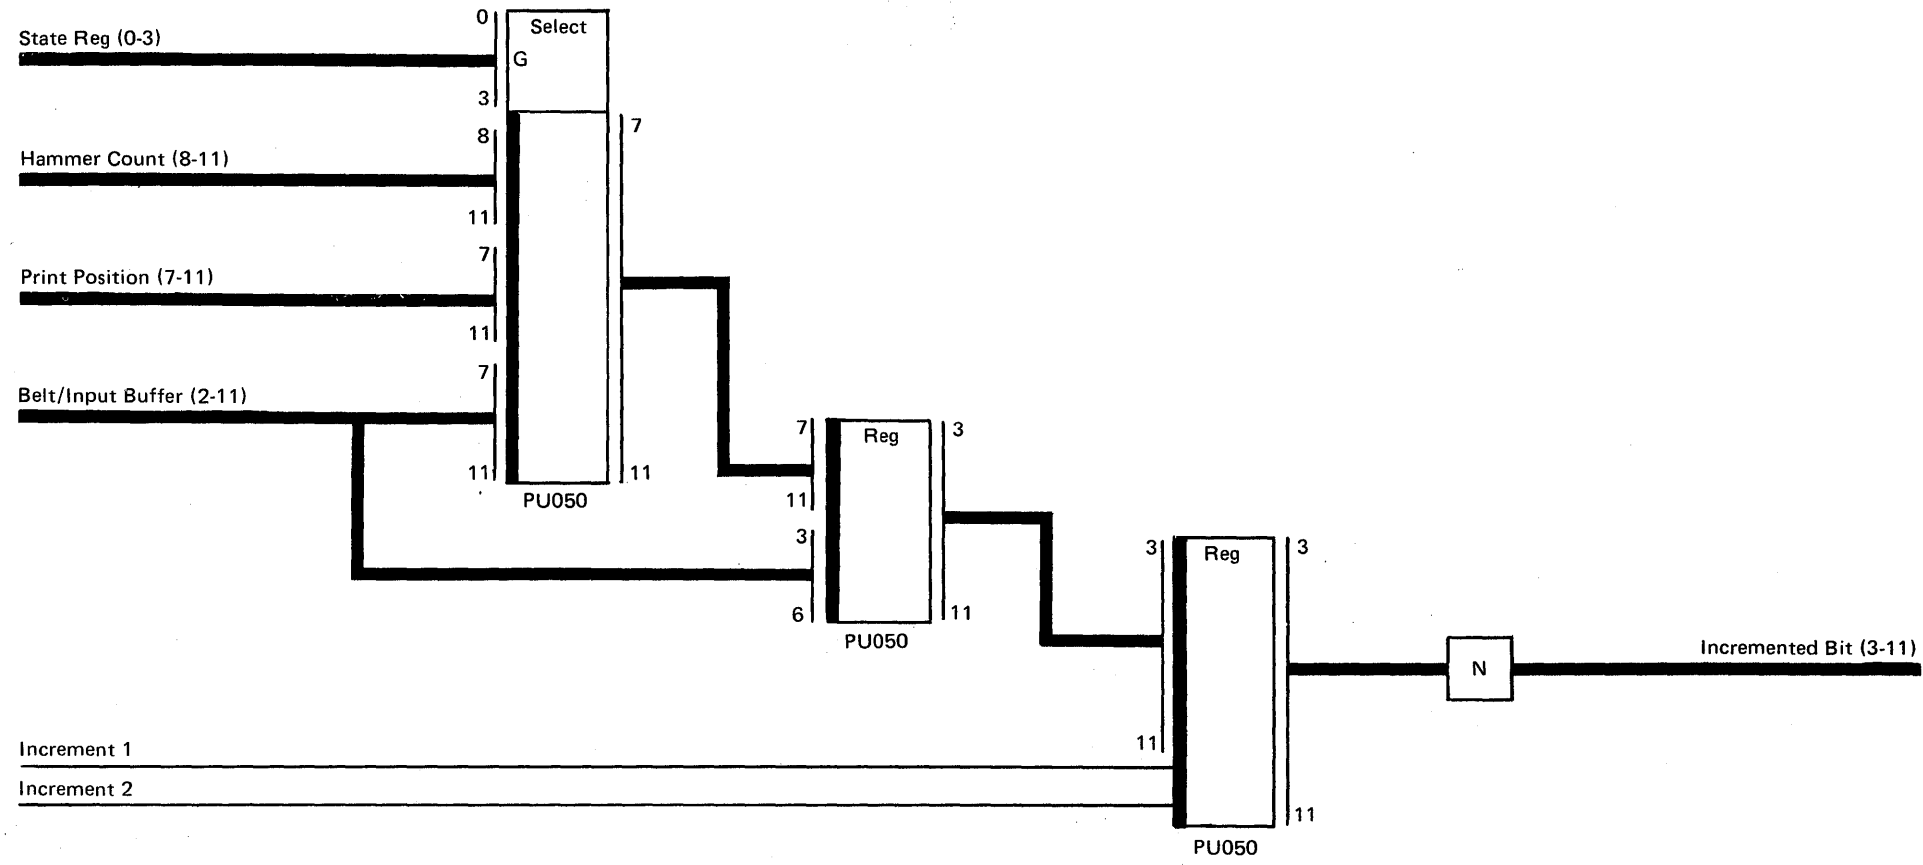 0
Select
State Reg (0-3)
G
3
7
8
Hammer Count (8-11)
11
7
Print Position (7-11)
11
7
Belt/Input Buffer (2-11)
11
11
PU050
7
Reg
3
11
3
6
11
PU050
3
Reg
3
11
N
Incremented Bit (3-11)
Increment 1
Increment 2
11
PU050